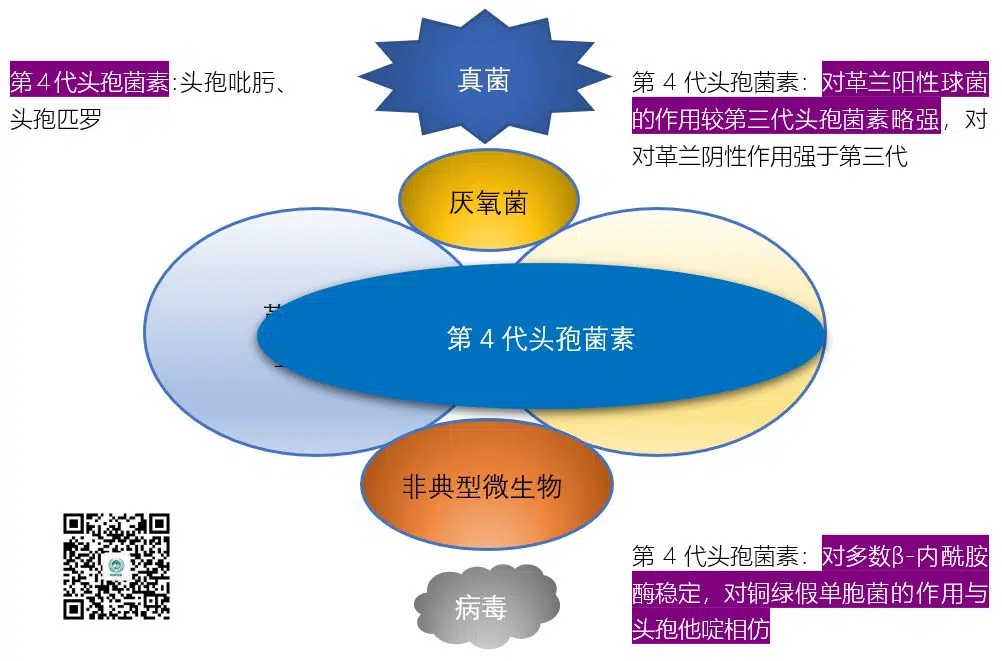 第4代头孢菌素:头孢吡肟、
头孢匹罗
真菌
第 4 代头孢菌素：对革兰阳性球菌
的作用较第三代头孢菌素略强，对
对革兰阴性作用强于第三代
厌氧菌
第 4 代头孢菌素
非典型微生物
病毒
第 4 代头孢菌素：对多数β-内酰胺
酶稳定，对铜绿假单胞菌的作用与
头孢他啶相仿